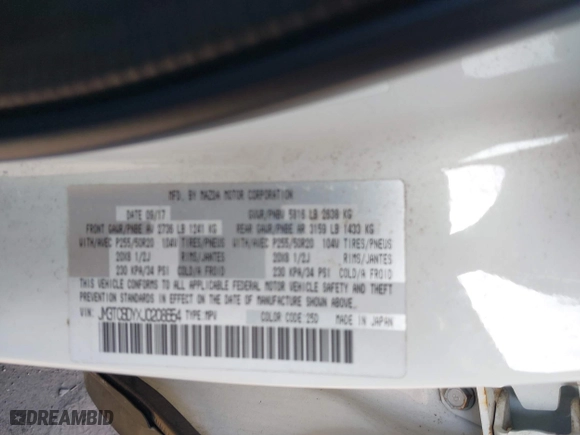 MFD. BY MAZDA MOTOR CORPORATION
DATE 09/17 GVWR/PNBV 5816 LB 2638 KG
FRONT GAWR/PNBE AV 2736 LB 1241 KG REAR GAWR/PNBE AR 3159 LB 1433 KG
WITH/AVEC P255/50R20 104V TIRES/PNEUS WITH/AVEC P255/50R20 104V TIRES/PNEUS
20X8 1/2J RIMS/JANTES 20X8 1/2J RIMS/JANTES
230 KPA/34 PSI COLD/A FROID 230 KPA/34 PSI COLD/A FROID
THIS VEHICLE CONFORMS TO ALL APPLICABLE FEDERAL MOTOR VEHICLE SAFETY AND
THEFT PREVENTION STANDARDS IN EFFECT ON THE DATE OF MANUFACTURE SHOWN ABOVE.
VIN: JM3TCBDYXJ0208654 TYPE:MPV COLOR CODE:25D MADE IN JAPAN
DREAMBID